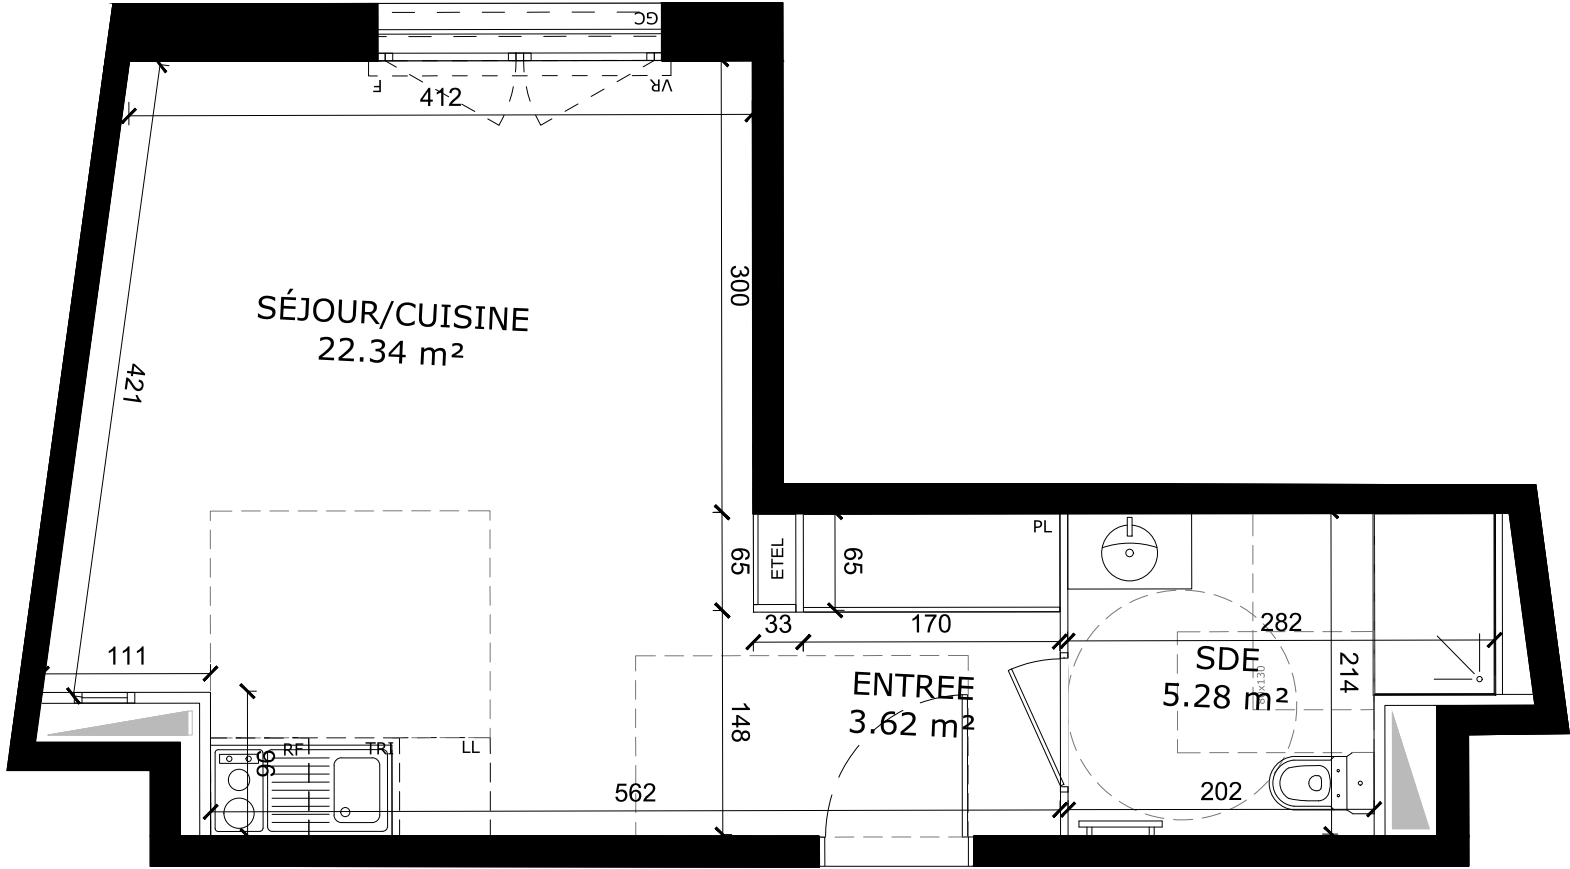 GC
F
VR
412
300
SÉJOUR/CUISINE
22.34 m²
421
PL
ETEL
65
65
33
170
282
111
SDE
5.28 m²
214
ENTREE
3.62 m²
148
RF
TRI
LL
96
562
202